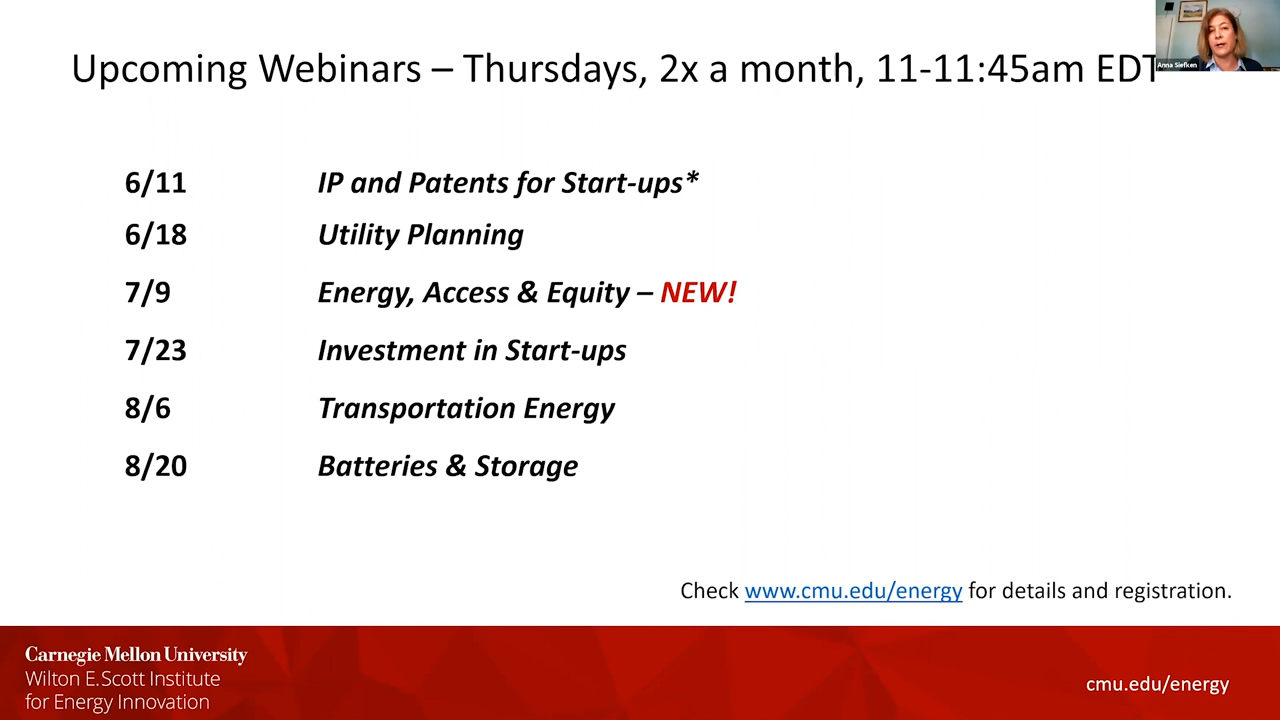 Upcoming Webinars – Thursdays, 2x a month, 11-11:45am EDT
Anna Siefken
6/11 IP and Patents for Start-ups*
6/18 Utility Planning
7/9 Energy, Access & Equity – NEW!
7/23 Investment in Start-ups
8/6 Transportation Energy
8/20 Batteries & Storage
Check www.cmu.edu/energy for details and registration.
Carnegie Mellon University
Wilton E. Scott Institute
for Energy Innovation
cmu.edu/energy